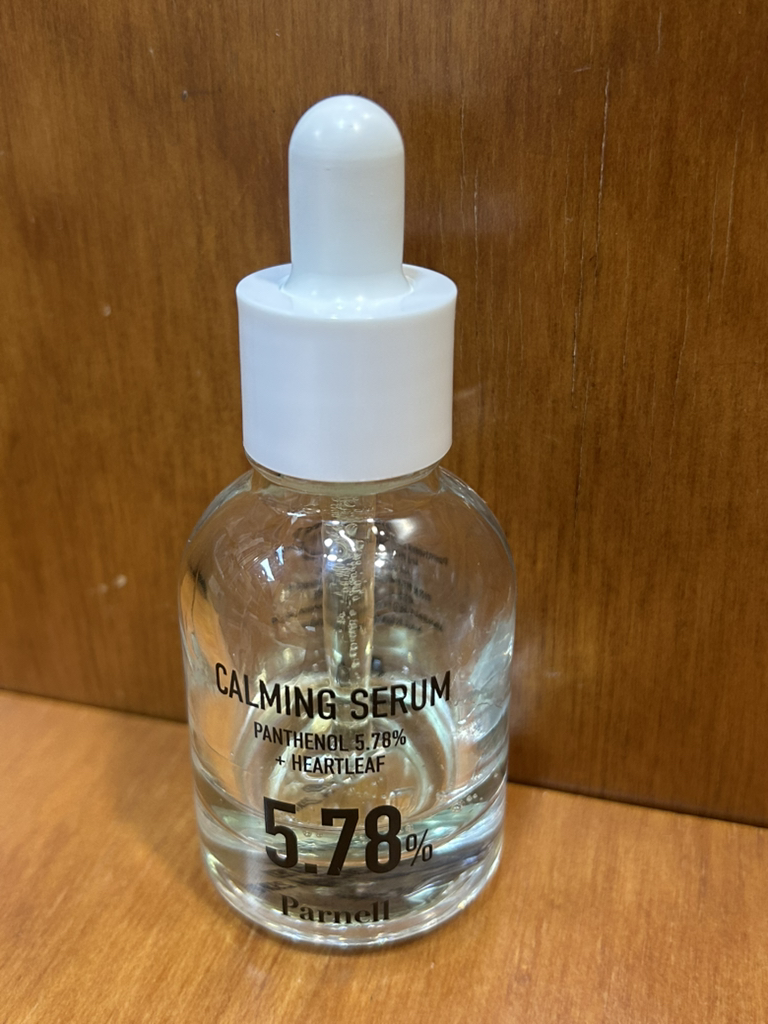 CALMING SERUM
PANTHENOL 5.78%
+ HEARTLEAF
5.78%
Parnell